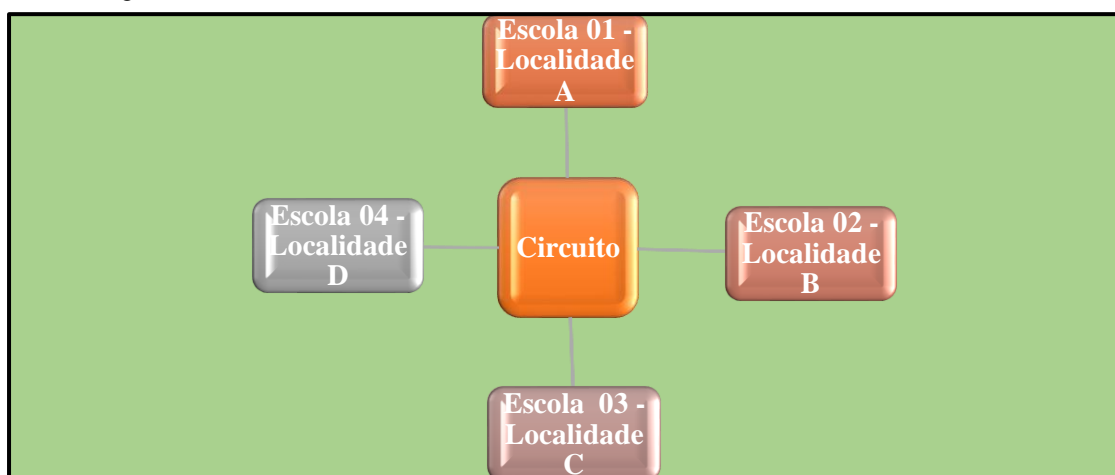 Escola 01 -
Localidade
A
Escola 04 -
Localidade
D
Circuito
Escola 02 -
Localidade
B
Escola 03 -
Localidade
C